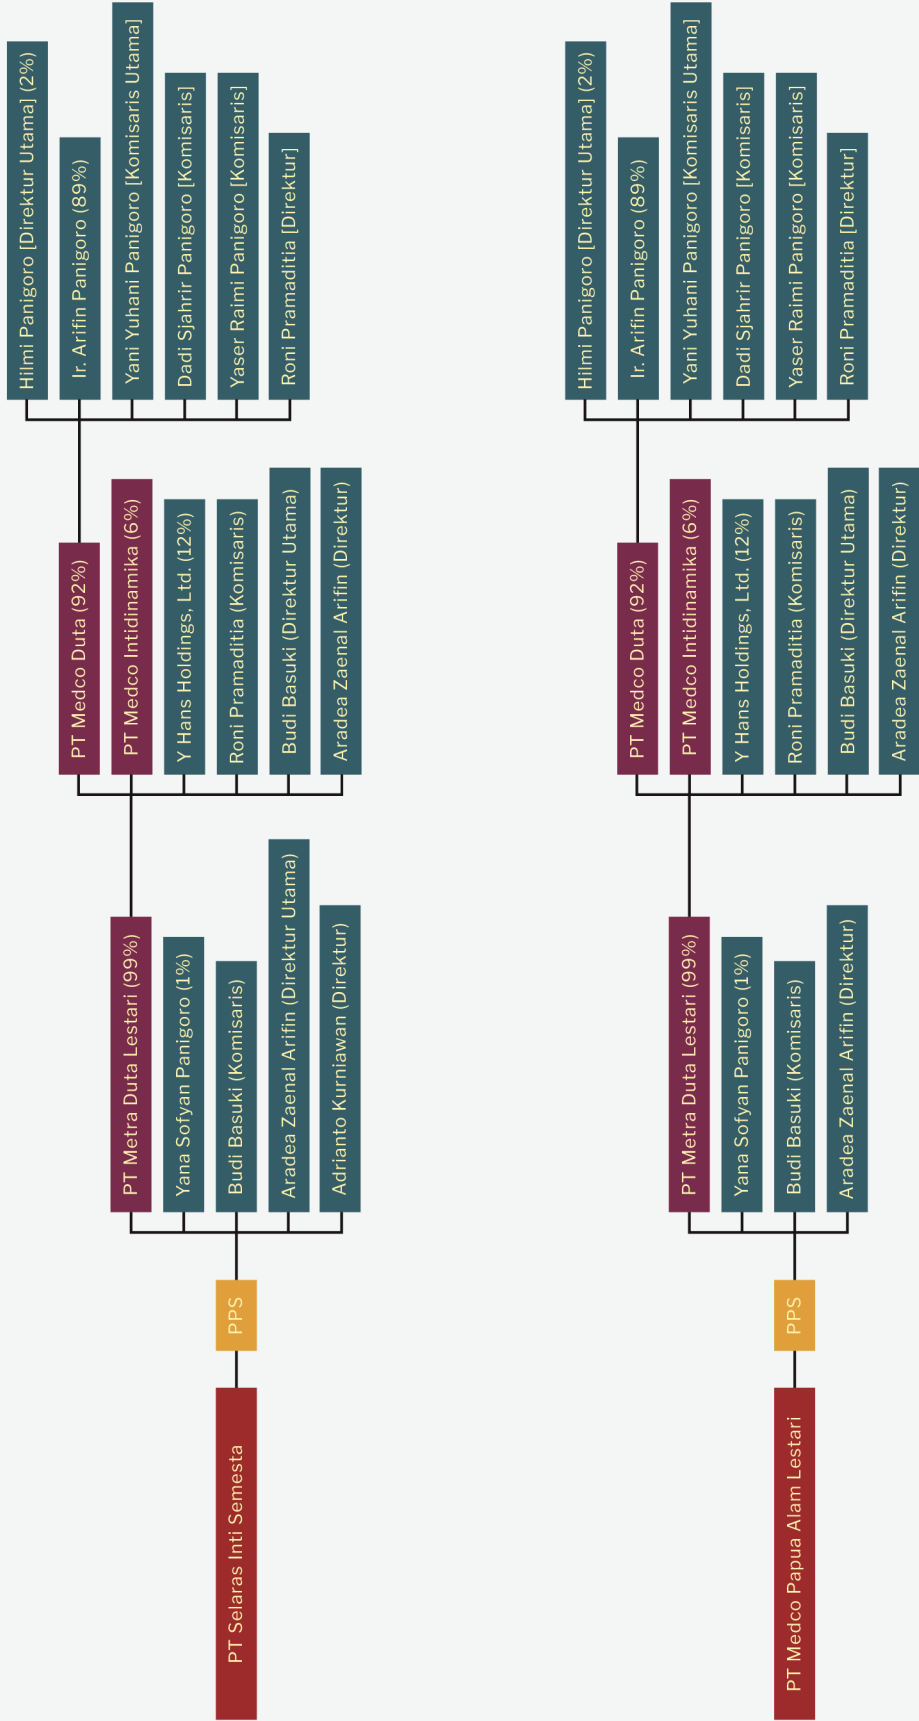 PT Selaras Inti Semesta
PPS
PT Metra Duta Lestari (99%)
Yana Sofyan Panigoro (1%)
Budi Basuki (Komisaris)
Aradea Zaenal Arifin (Direktur Utama)
Adrianto Kurniawan (Direktur)
PT Medco Duta (92%)
PT Medco Intidinamika (6%)
Y Hans Holdings, Ltd. (12%)
Roni Pramaditia (Komisaris)
Budi Basuki (Direktur Utama)
Aradea Zaenal Arifin (Direktur)
Hilmi Panigoro [Direktur Utama] (2%)
Ir. Arifin Panigoro (89%)
Yani Yuhani Panigoro [Komisaris Utama]
Dadi Sjahrir Panigoro [Komisaris]
Yaser Raimi Panigoro [Komisaris]
Roni Pramaditia [Direktur]
PT Medco Papua Alam Lestari
PPS
PT Metra Duta Lestari (99%)
Yana Sofyan Panigoro (1%)
Budi Basuki (Komisaris)
Aradea Zaenal Arifin (Direktur)
PT Medco Duta (92%)
PT Medco Intidinamika (6%)
Y Hans Holdings, Ltd. (12%)
Roni Pramaditia (Komisaris)
Budi Basuki (Direktur Utama)
Aradea Zaenal Arifin (Direktur)
Hilmi Panigoro [Direktur Utama] (2%)
Ir. Arifin Panigoro (89%)
Yani Yuhani Panigoro [Komisaris Utama]
Dadi Sjahrir Panigoro [Komisaris]
Yaser Raimi Panigoro [Komisaris]
Roni Pramaditia [Direktur]